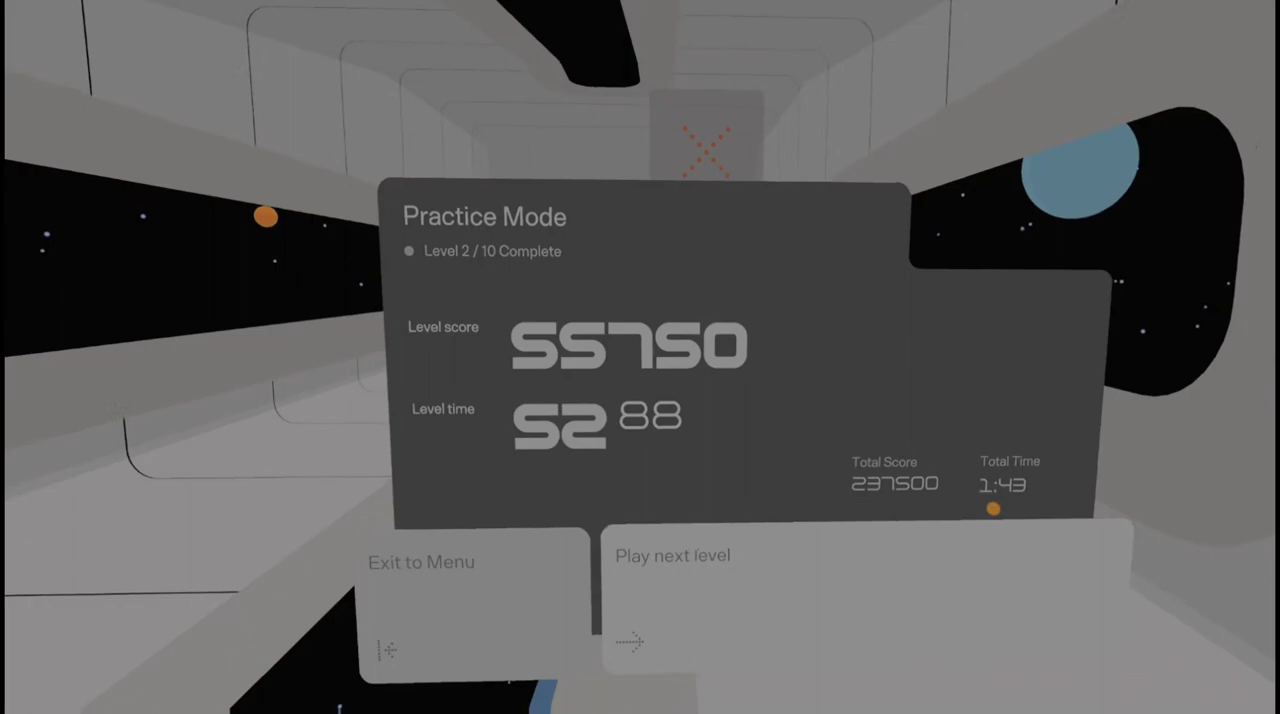 Practice Mode
Level 2 / 10 Complete
Level score
55750
Level time
52 88
Total Score
237500
Total Time
1:43
Exit to Menu
Play next level